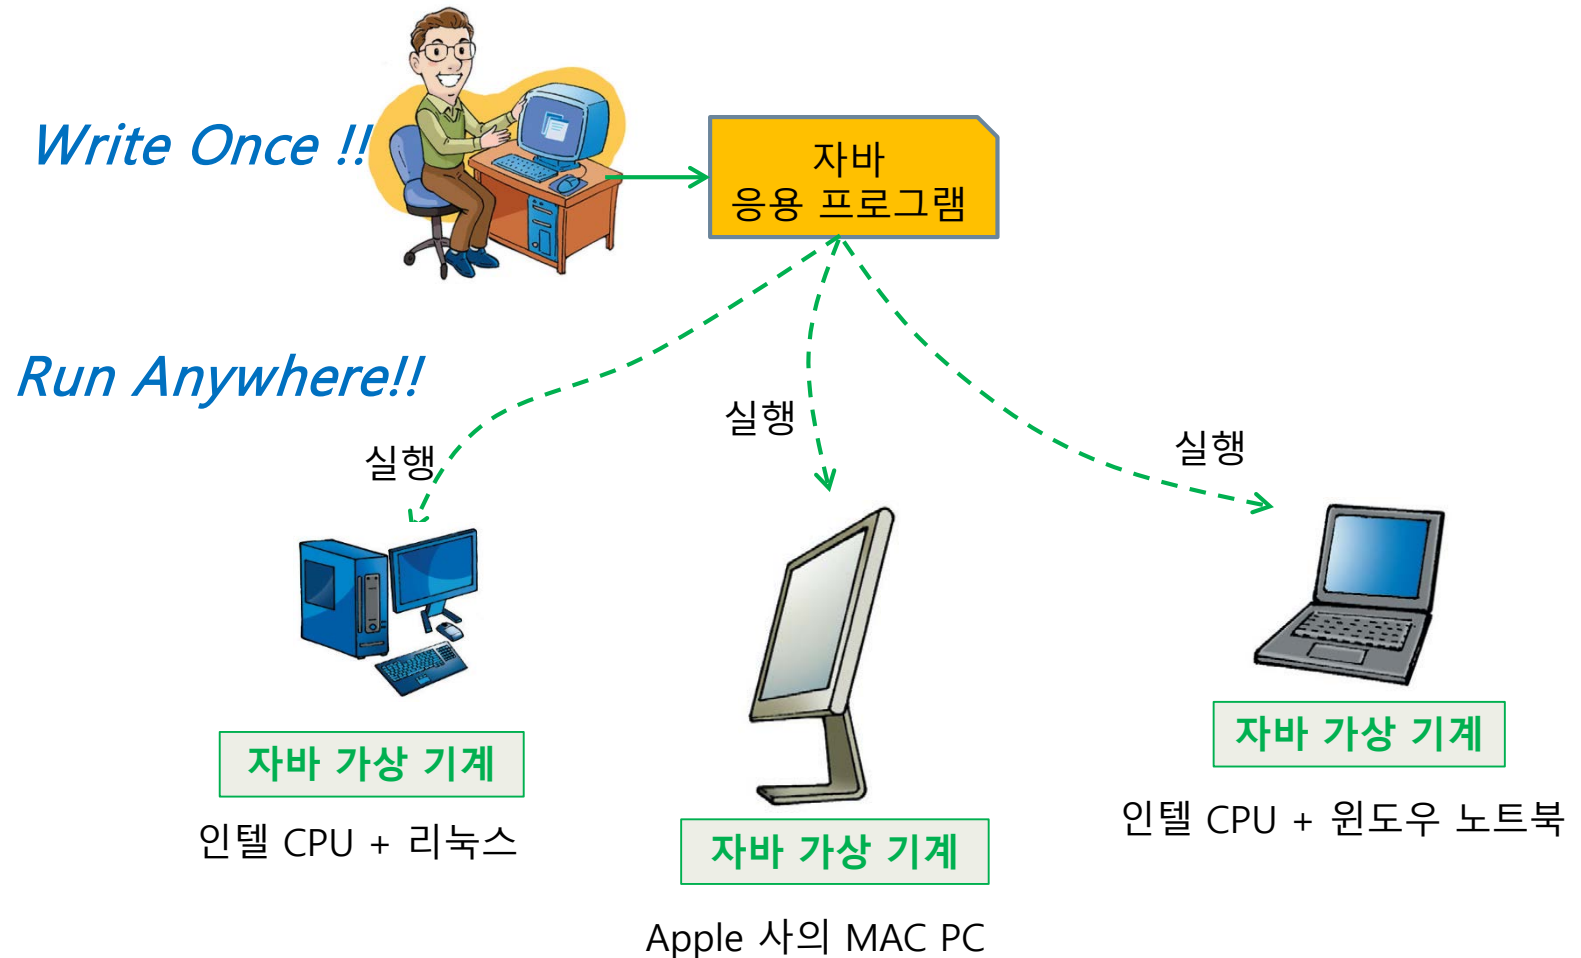 Write Once !!
자바
응용 프로그램
Run Anywhere!!
실행
실행
실행
자바 가상 기계
인텔 CPU + 리눅스
자바 가상 기계
Apple 사의 MAC PC
자바 가상 기계
인텔 CPU + 윈도우 노트북